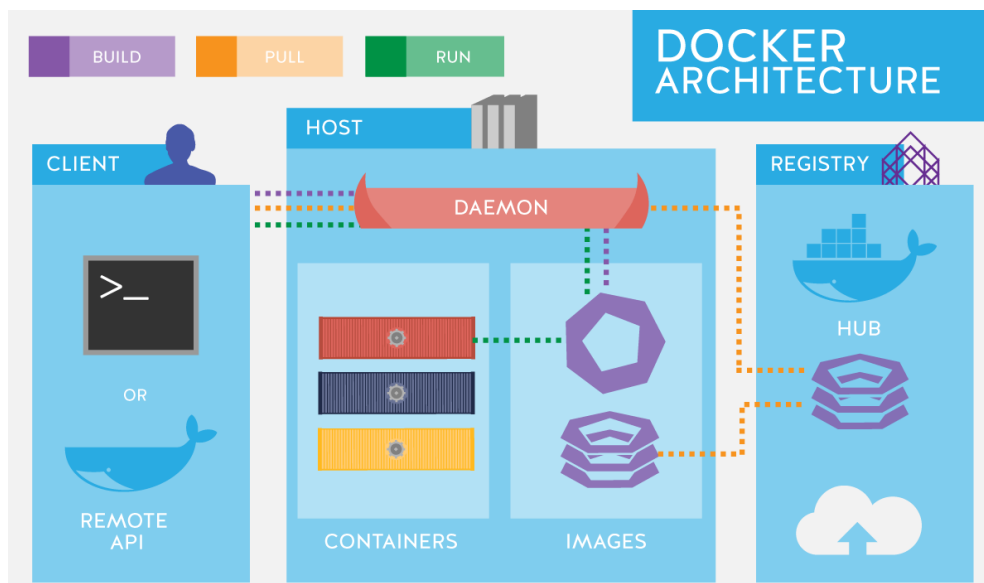 BUILD
PULL
RUN
DOCKER
ARCHITECTURE
CLIENT
>_
OR
REMOTE
API
HOST
DAEMON
CONTAINERS
IMAGES
REGISTRY
HUB